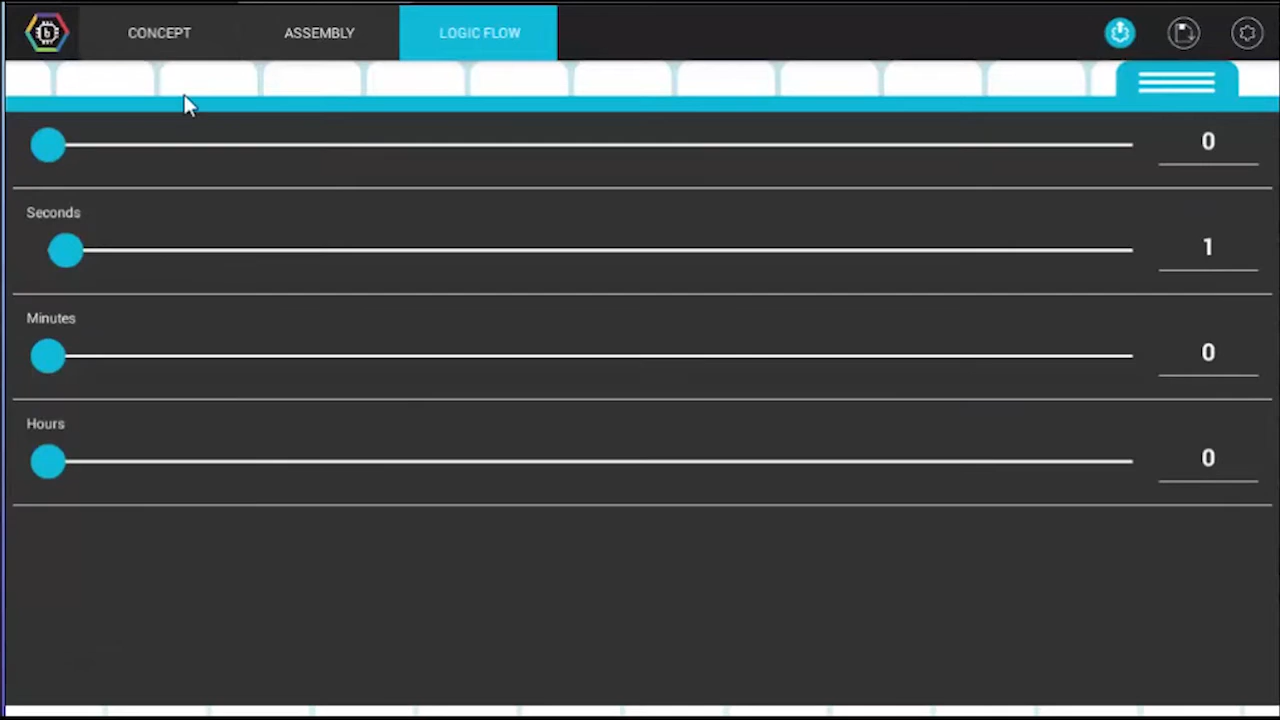 CONCEPT ASSEMBLY LOGIC FLOW
0
Seconds
1
Minutes
0
Hours
0